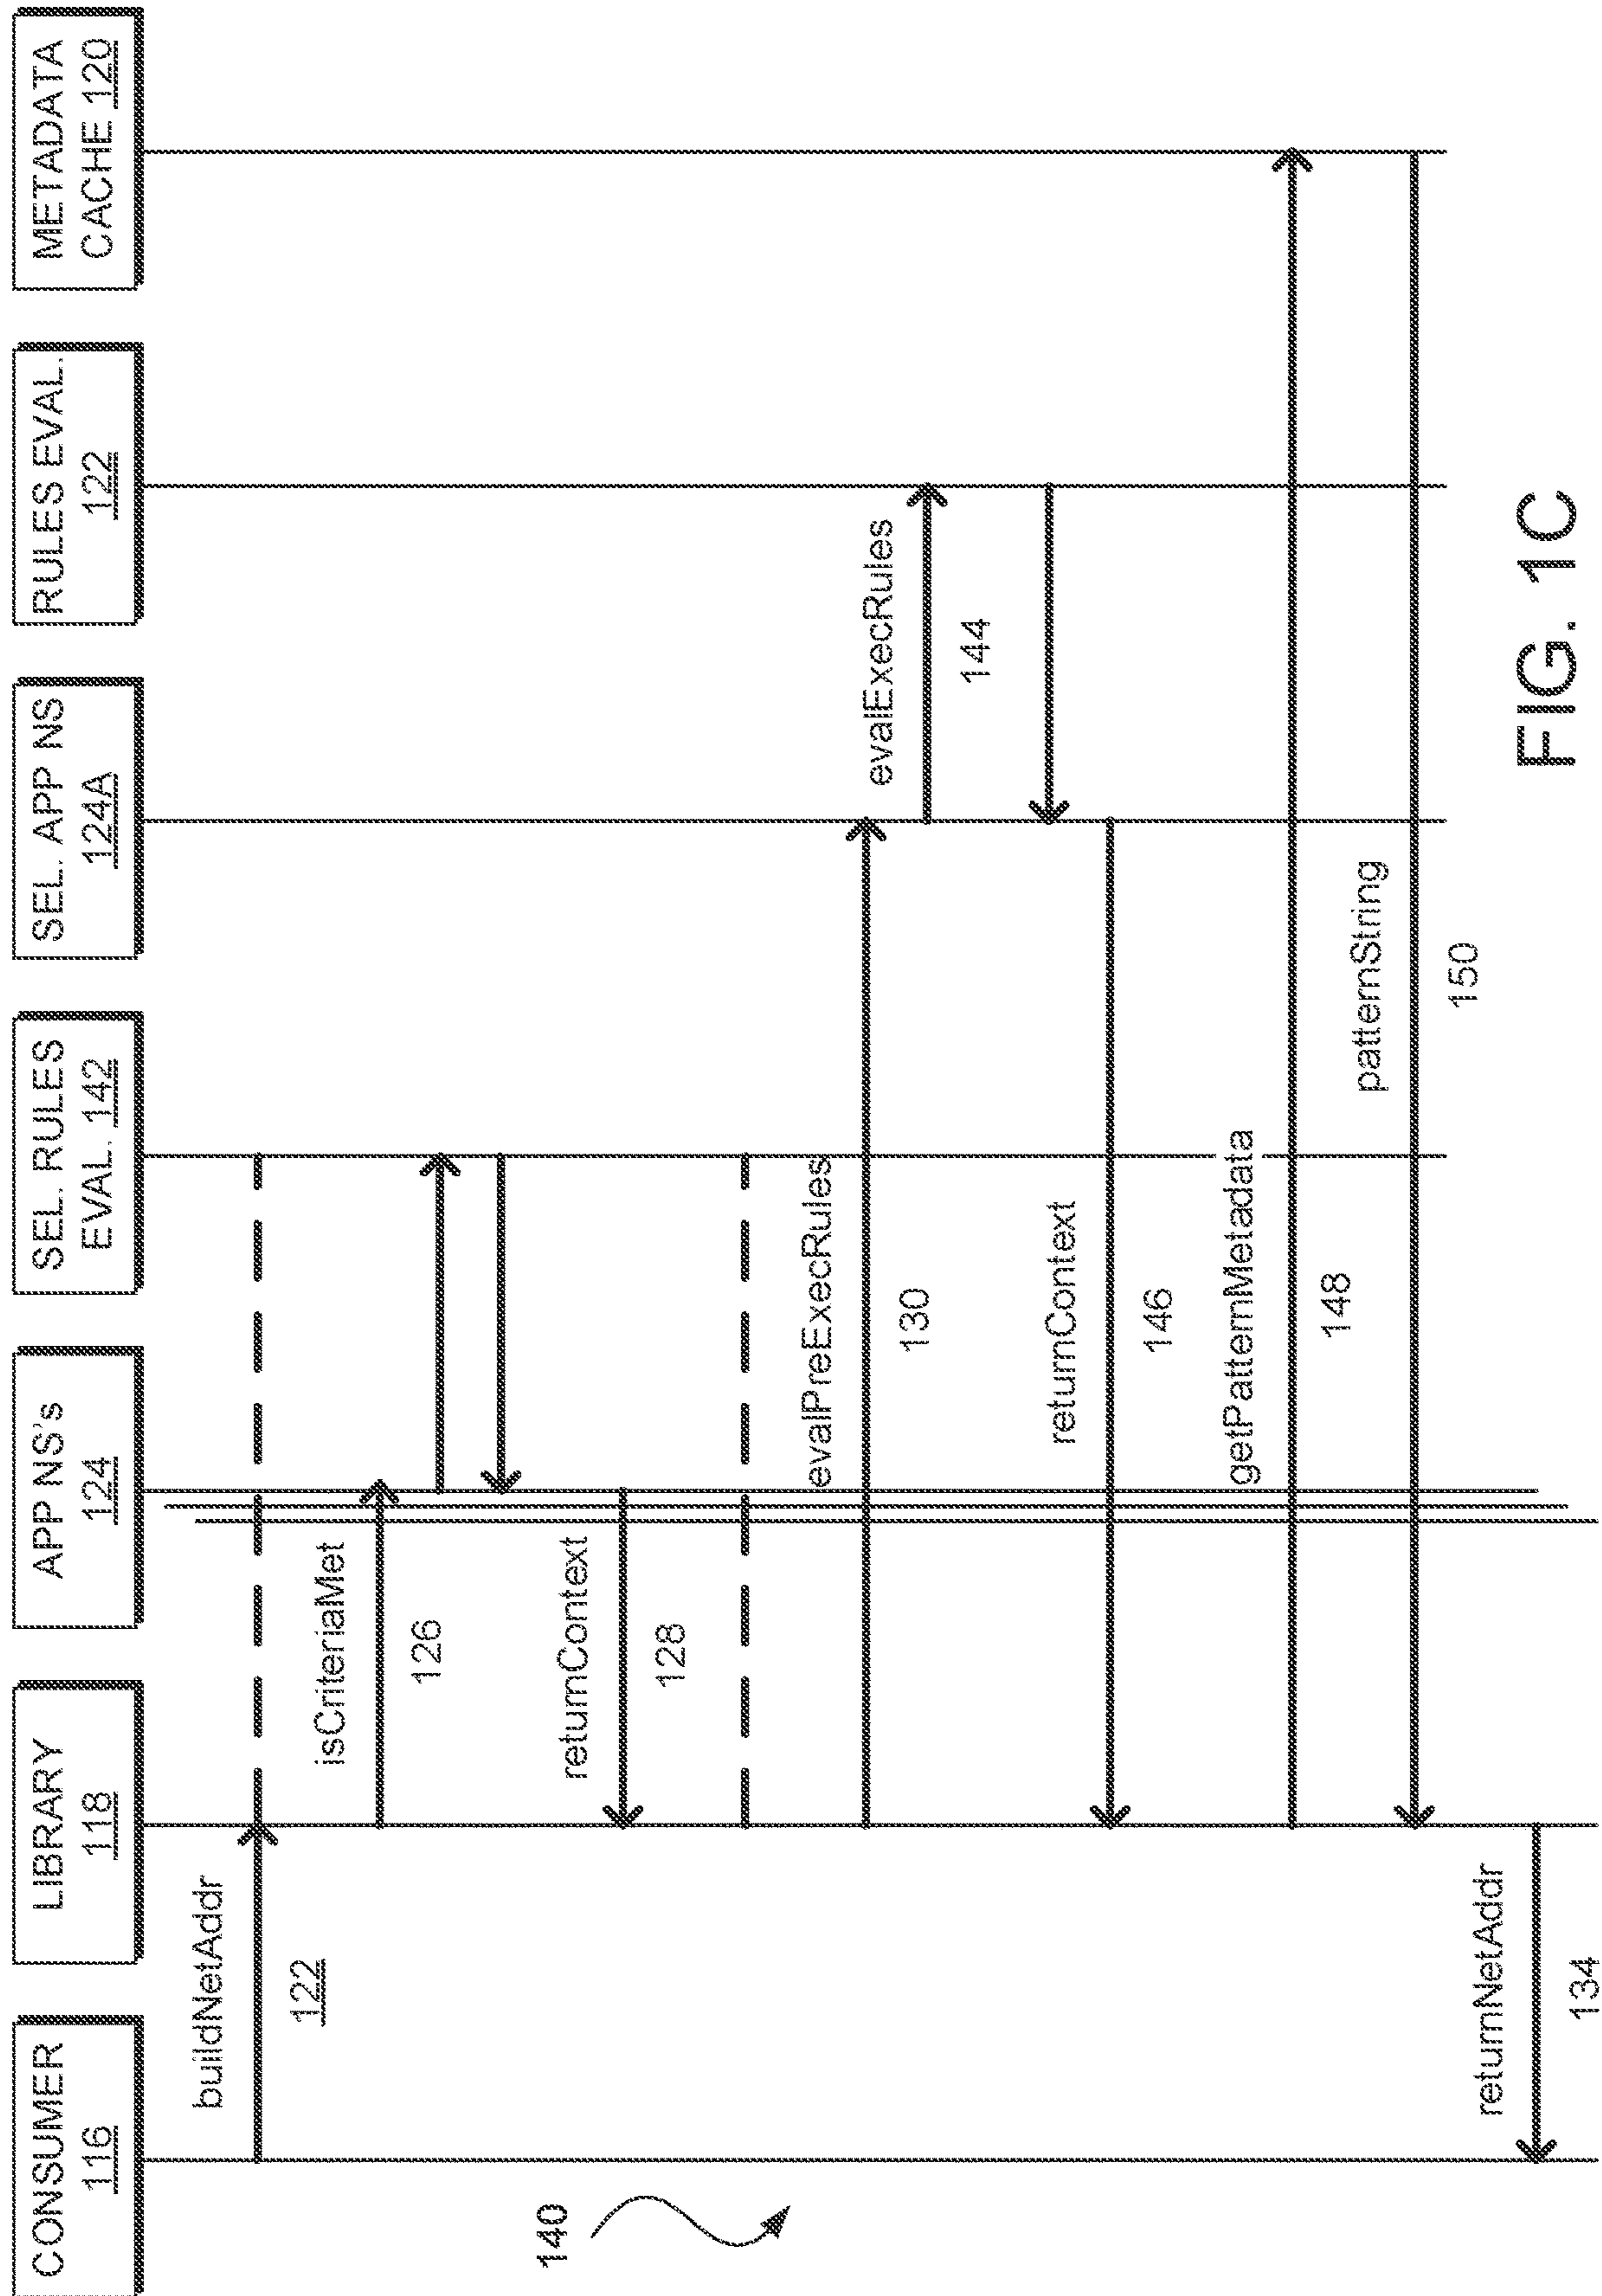 CONSUMER
116
LIBRARY
118
APP NS's
124
SEL. RULES
EVAL. 142
SEL. APP NS
124A
RULES EVAL.
122
METADATA
CACHE 120
buildNetAddr
122
isCriteriaMet
126
returnContext
128
evalPreExecRules
130
evalExecRules
144
returnContext
146
getPatternMetadata
148
patternString
150
returnNetAddr
134
140
FIG. 1C